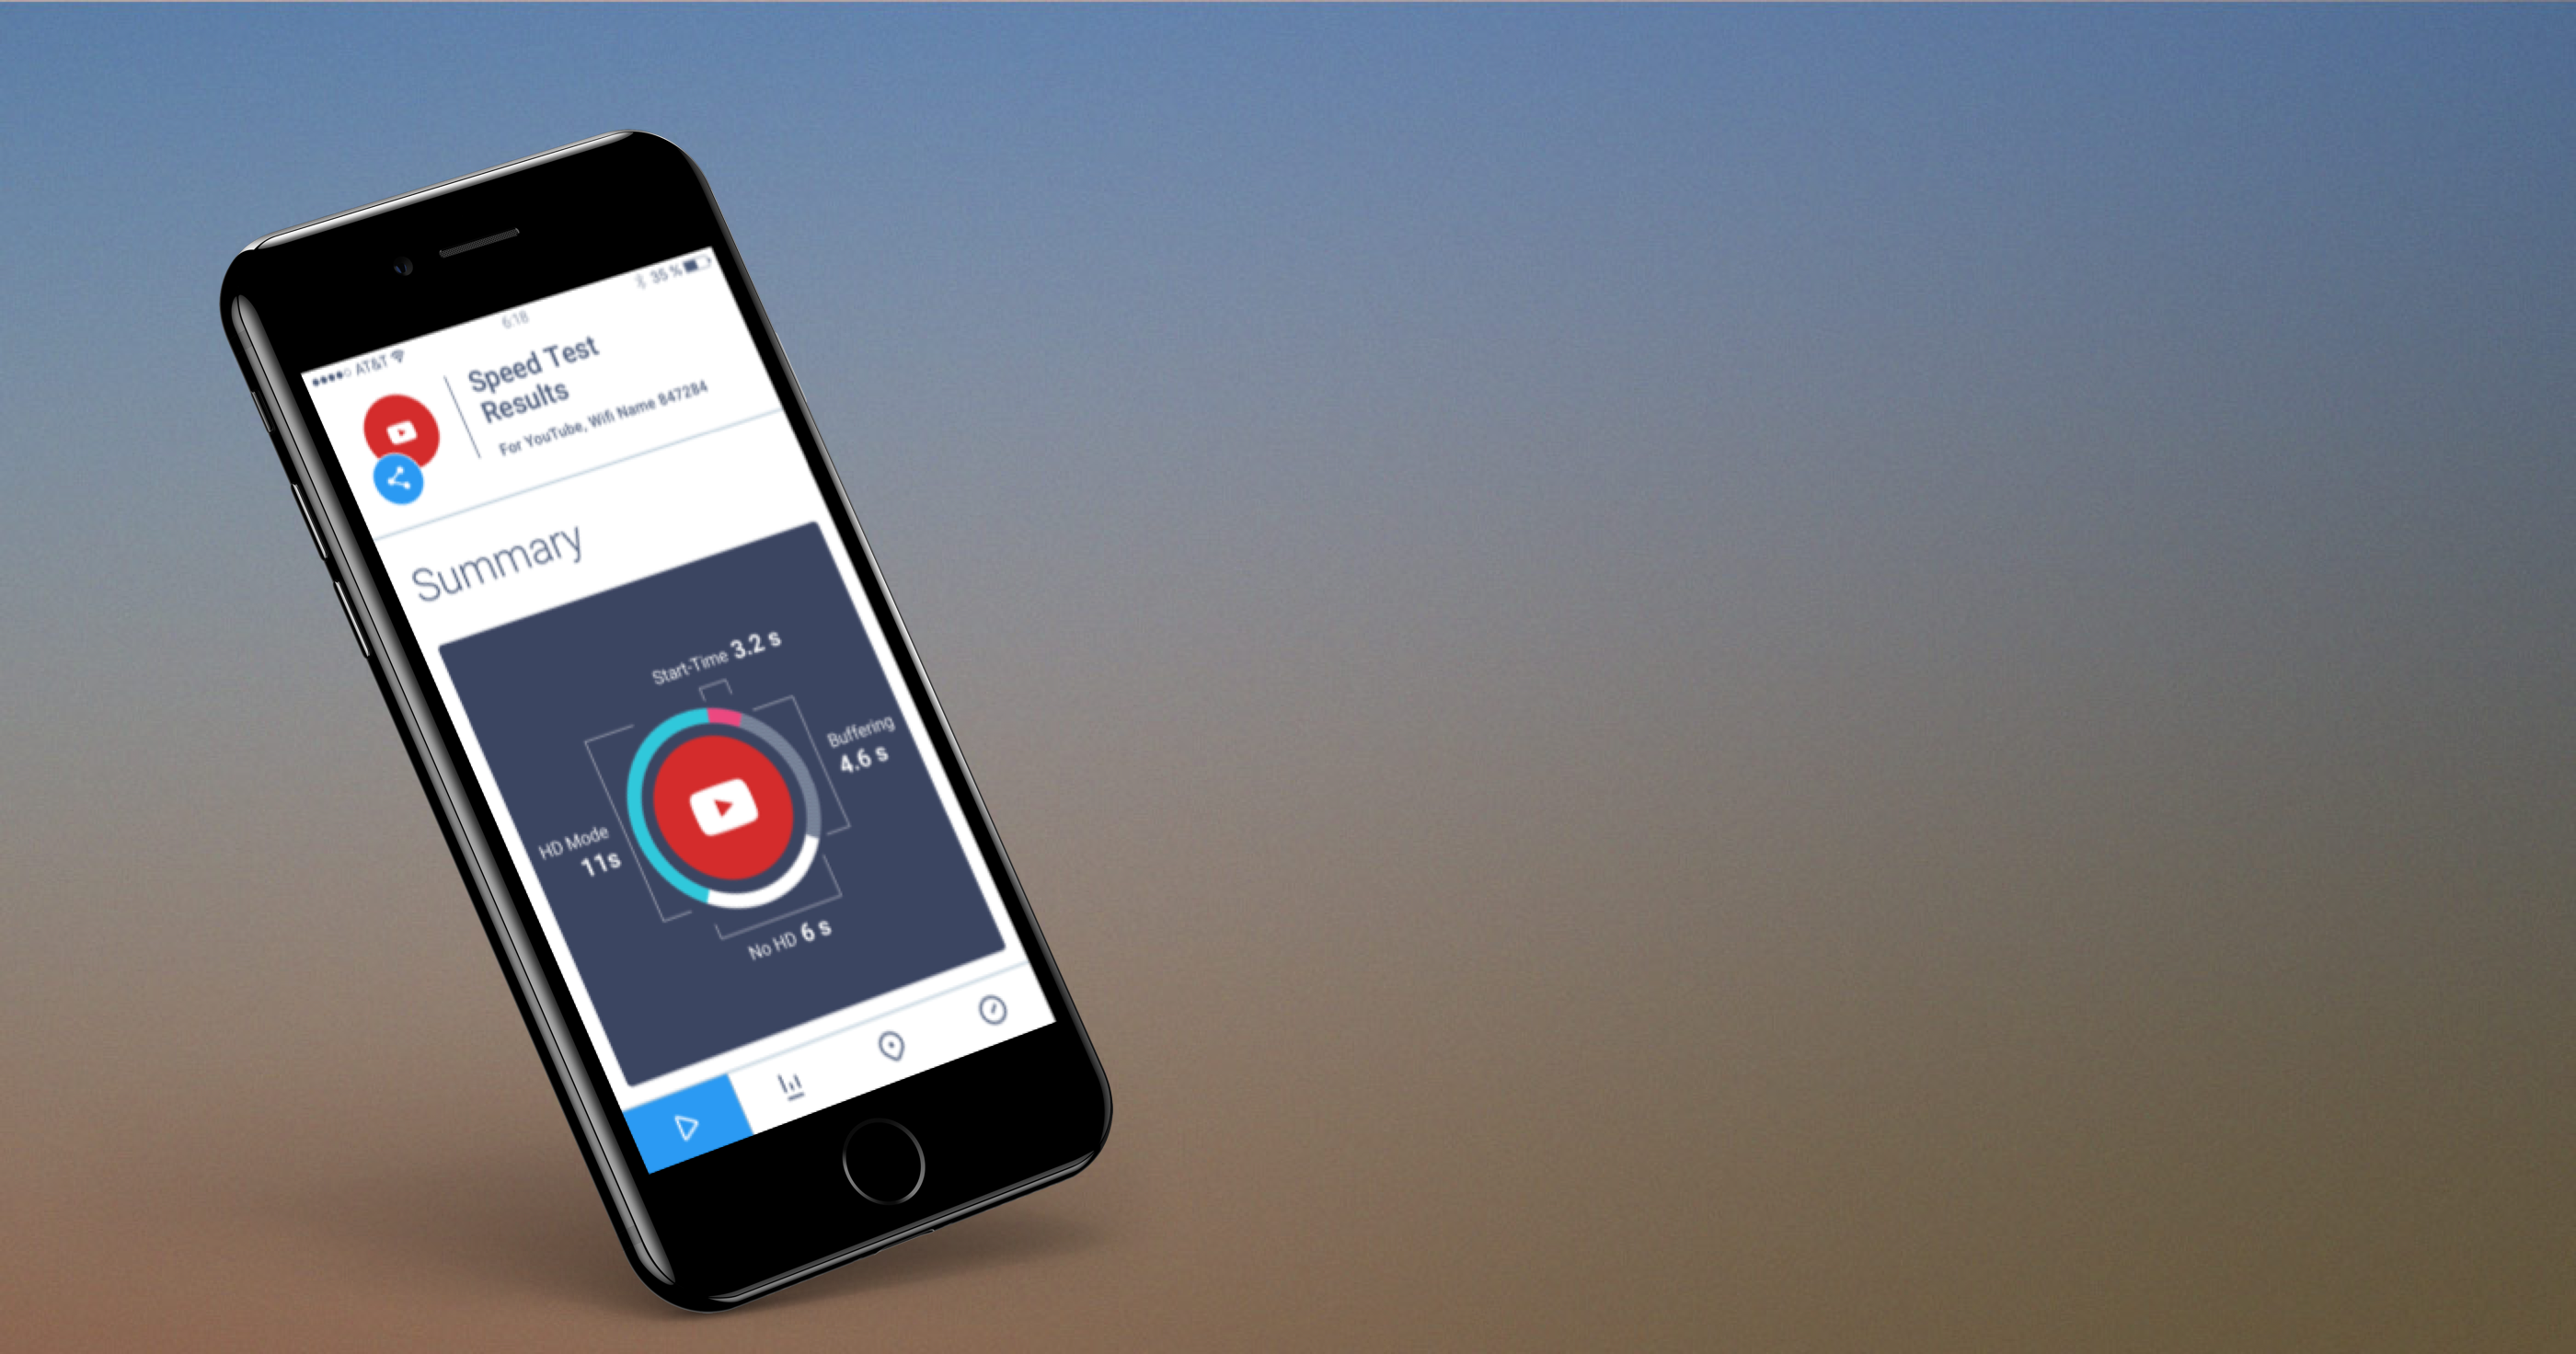 ●●●●○ AT&T
6:18
35 %
Speed Test
Results
For YouTube, Wifi Name 847284
Summary
Start-Time 3.2 s
Buffering
4.6 s
HD Mode
11s
No HD 6 s